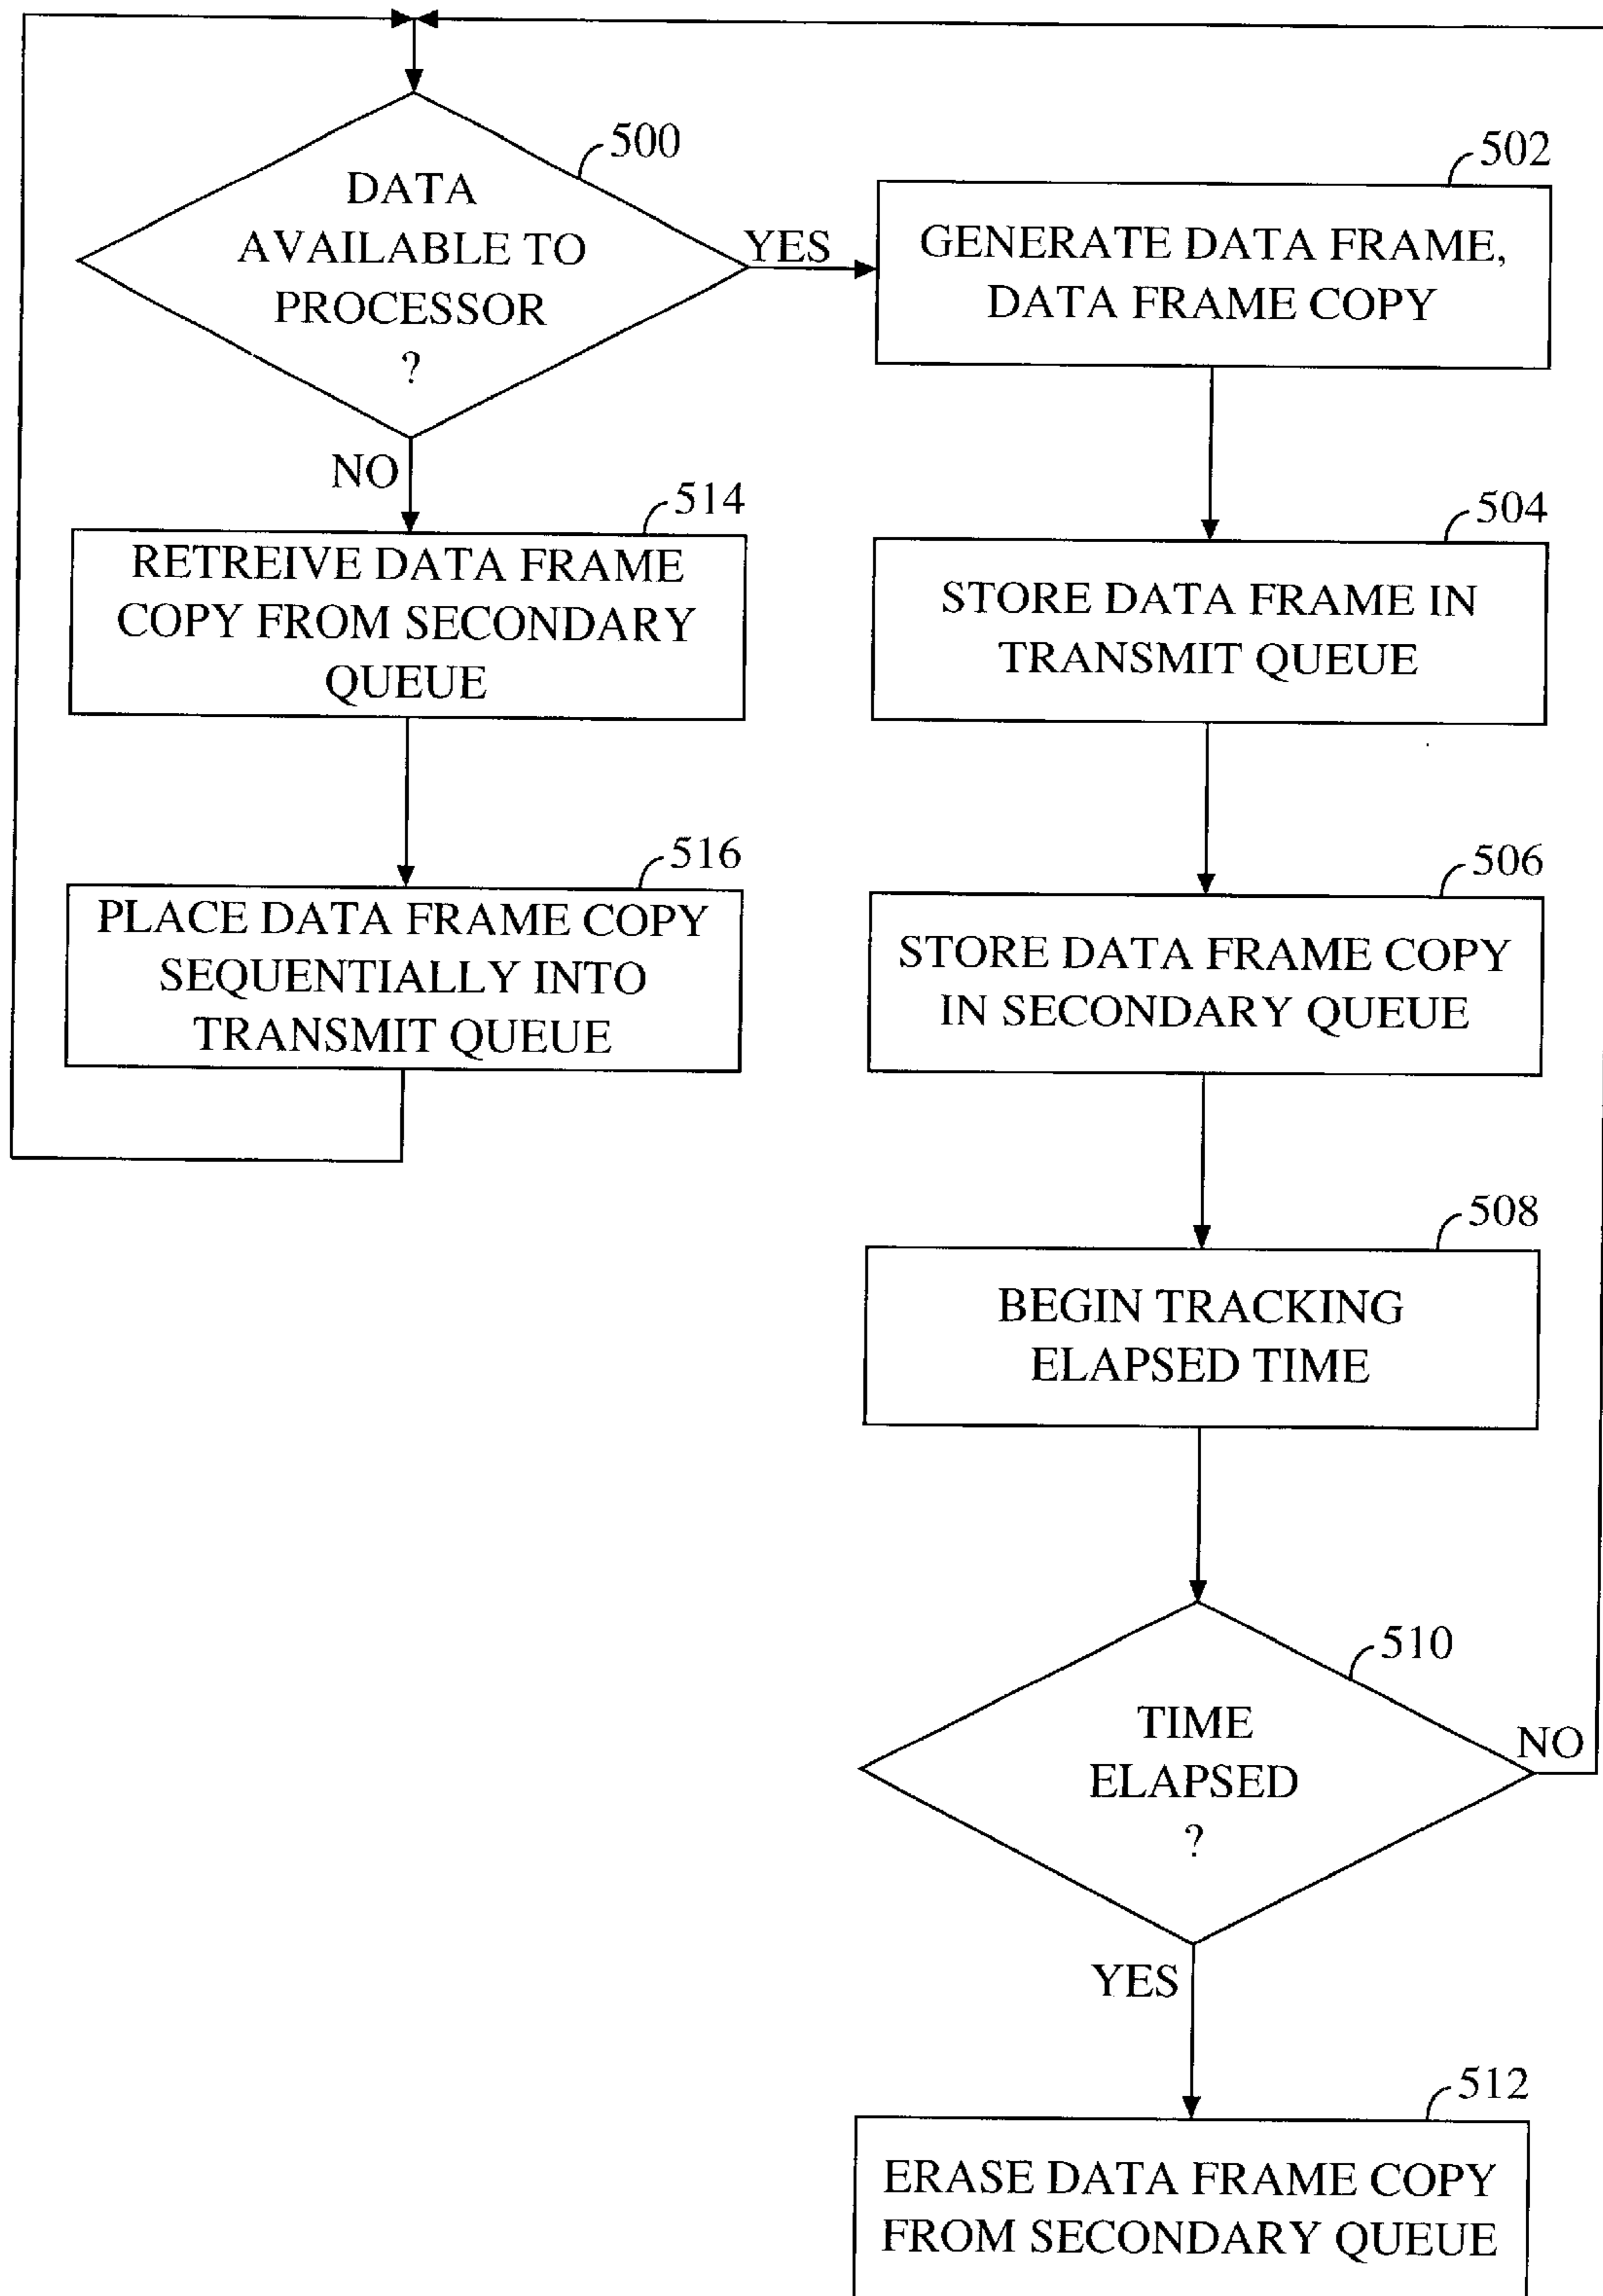 500
DATA
AVAILABLE TO
PROCESSOR
?
YES
NO
502
GENERATE DATA FRAME,
DATA FRAME COPY
504
STORE DATA FRAME IN
TRANSMIT QUEUE
506
STORE DATA FRAME COPY
IN SECONDARY QUEUE
508
BEGIN TRACKING
ELAPSED TIME
510
TIME
ELAPSED
?
NO
YES
512
ERASE DATA FRAME COPY
FROM SECONDARY QUEUE
514
RETREIVE DATA FRAME
COPY FROM SECONDARY
QUEUE
516
PLACE DATA FRAME COPY
SEQUENTIALLY INTO
TRANSMIT QUEUE